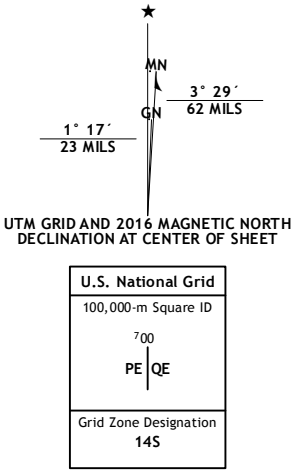 ★
MN
3° 29´
62 MILS
GN
1° 17´
23 MILS
UTM GRID AND 2016 MAGNETIC NORTH
DECLINATION AT CENTER OF SHEET
U.S. National Grid
100,000-m Square ID
⁷00
PE QE
Grid Zone Designation
14S